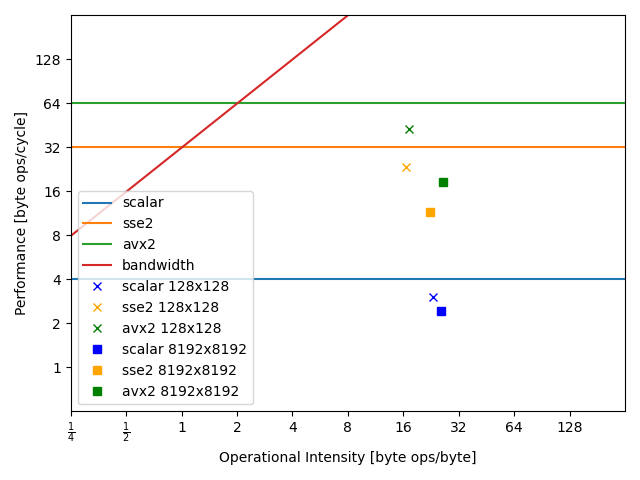 Performance [byte ops/cycle]
128
64
32
16
8
4
2
1
scalar
sse2
avx2
bandwidth
scalar 128x128
sse2 128x128
avx2 128x128
scalar 8192x8192
sse2 8192x8192
avx2 8192x8192
1/4 1/2 1 2 4 8 16 32 64 128
Operational Intensity [byte ops/byte]